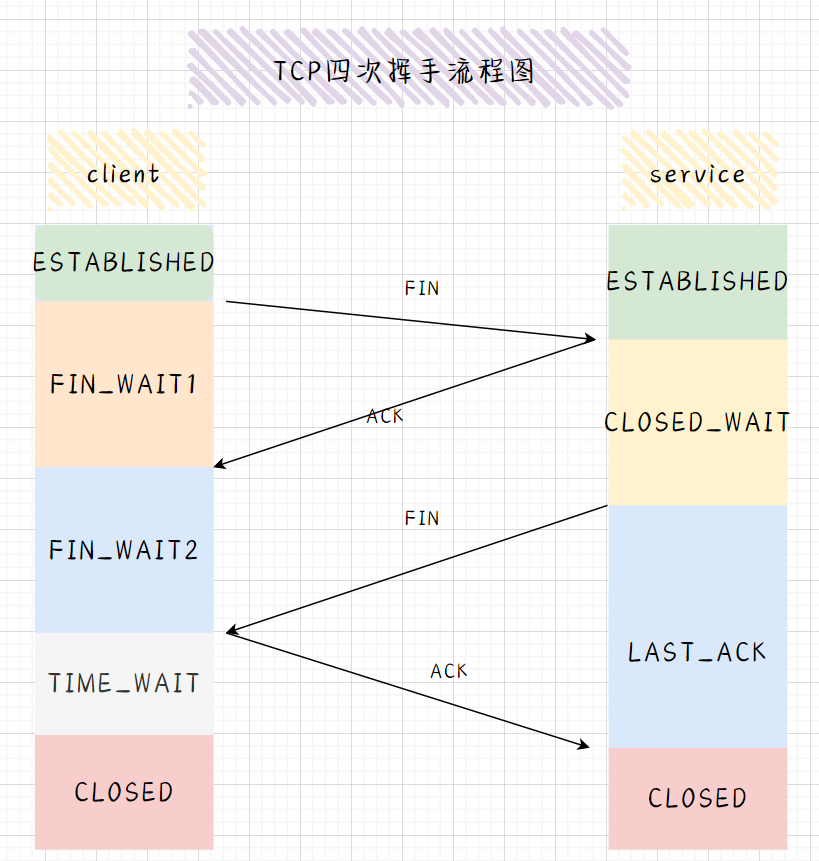 TCP四次挥手流程图
client
service
ESTABLISHED
ESTABLISHED
FIN
FIN_WAIT1
ACK
CLOSED_WAIT
FIN
FIN_WAIT2
LAST_ACK
ACK
TIME_WAIT
CLOSED
CLOSED